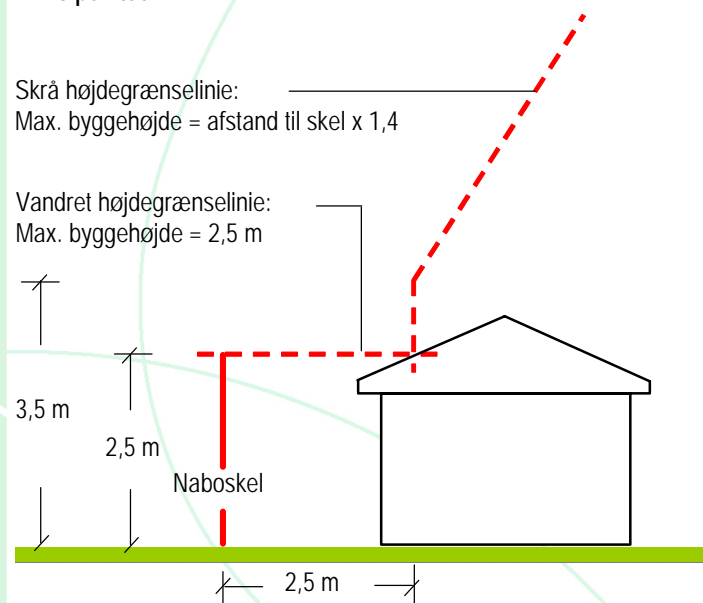 Skrå højdegrænselinie:
Max. byggehøjde = afstand til skel x 1,4
Vandret højdegrænselinie:
Max. byggehøjde = 2,5 m
3,5 m
2,5 m
Naboskel
2,5 m